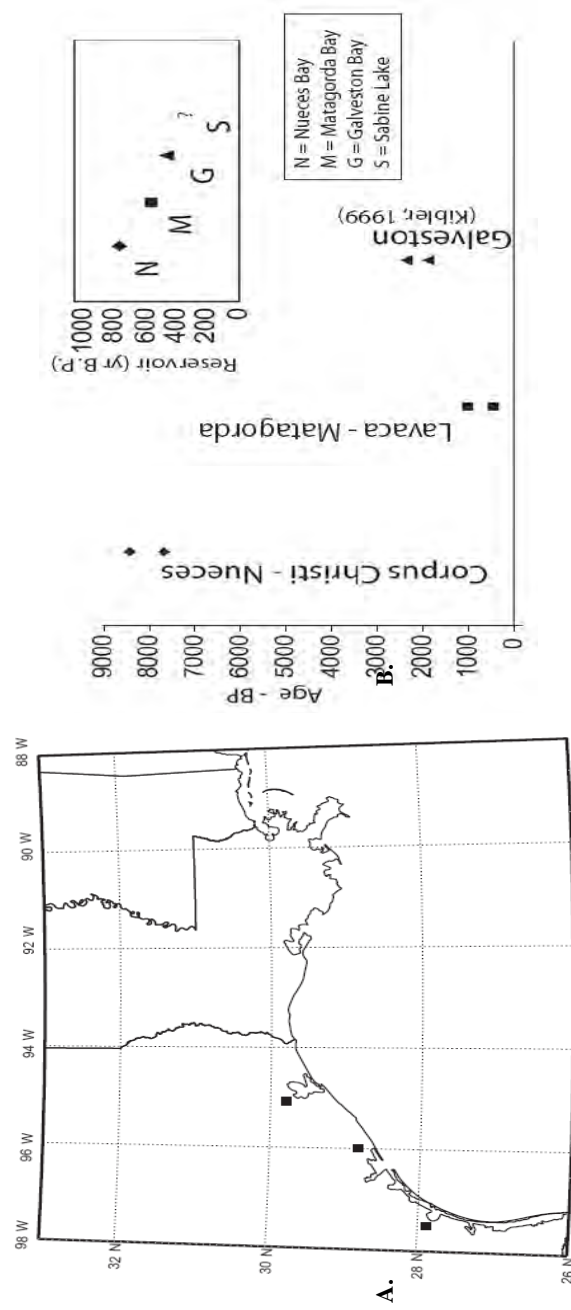 98 W
96 W
94 W
92 W
90 W
88 W
32 N
30 N
28 N
26 N
A.
9000
8000
7000
6000
5000
4000
3000
2000
1000
0
Age - BP
B.
Corpus Christi - Nueces
Lavaca - Matagorda
Galveston
(Kibler, 1999)
1000
800
600
400
200
0
Reservoir (yr B.P.)
N
M
G
S
?
N = Nueces Bay
M = Matagorda Bay
G = Galveston Bay
S = Sabine Lake